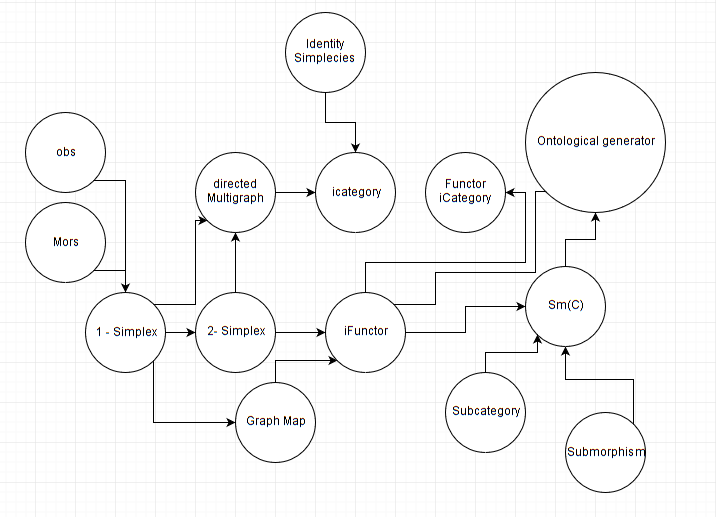 Identity
Simplecies
Ontological generator
obs
directed
Multigraph
icategory
Functor
iCategory
Mors
1 - Simplex
2- Simplex
iFunctor
Sm(C)
Graph Map
Subcategory
Submorphism